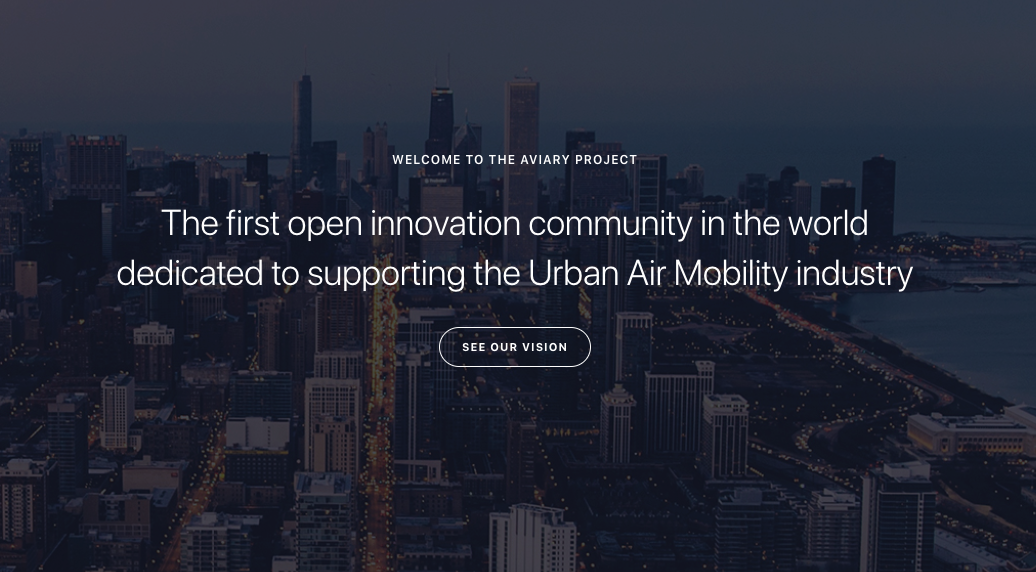 WELCOME TO THE AVIARY PROJECT
The first open innovation community in the world
dedicated to supporting the Urban Air Mobility industry
SEE OUR VISION